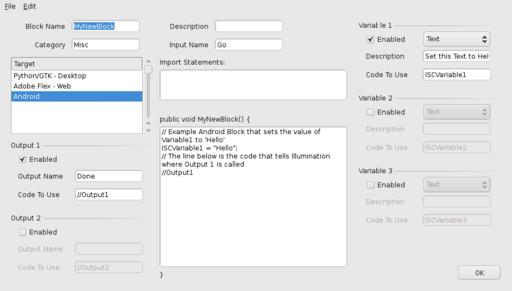 File Edit
Block Name MyNewBlock
Category Misc
Target
Python/GTK - Desktop
Adobe Flex - Web
Android
Output 1
Enabled
Output Name Done
Code To Use //Output1
Output 2
Enabled
Output Name
Code To Use //Output2
Description
Input Name Go
Import Statements:
public void MyNewBlock() {
// Example Android Block that sets the value of
Variable1 to 'Hello'
ISCVariable1 = "Hello";
// The line below is the code that tells Illumination
where Output 1 is called
//Output1
}
Variable 1
Enabled Text
Description Set this Text to Hel
Code To Use ISCVariable1
Variable 2
Enabled Text
Description
Code To Use ISCVariable2
Variable 3
Enabled Text
Description
Code To Use ISCVariable3
OK